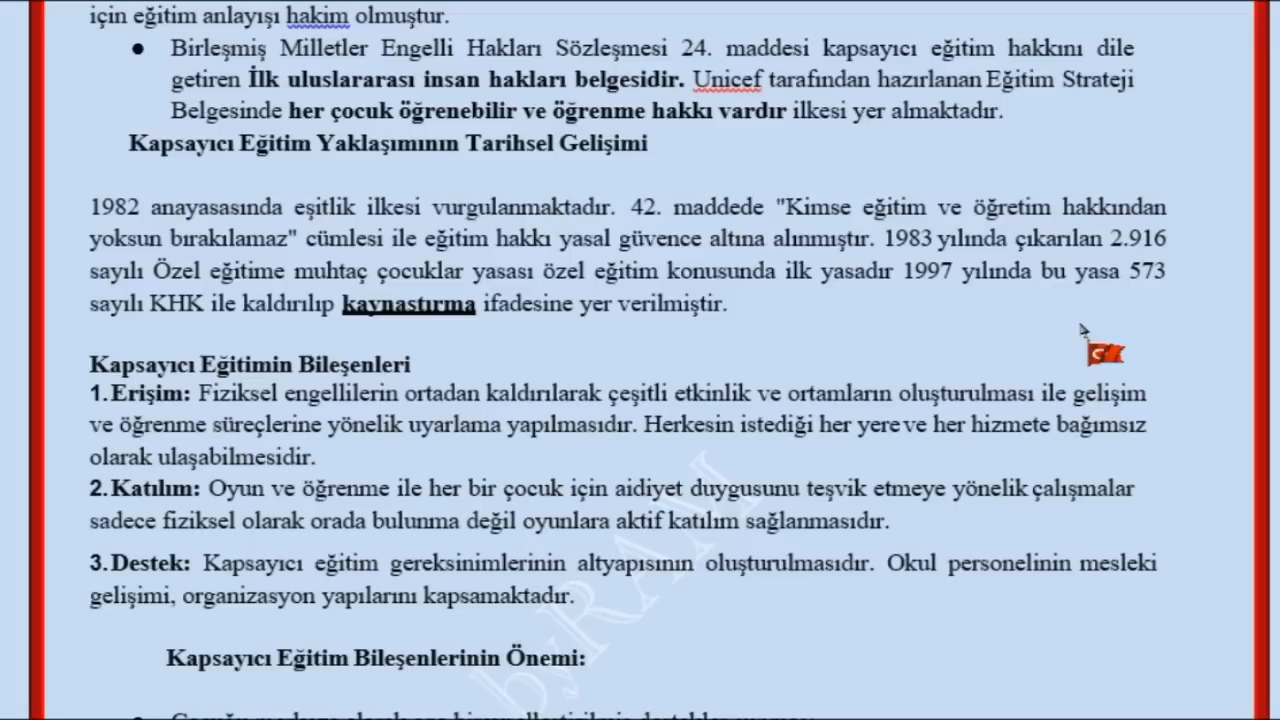 için eğitim anlayışı hakim olmuştur.
● Birleşmiş Milletler Engelli Hakları Sözleşmesi 24. maddesi kapsayıcı eğitim hakkını dile
getiren İlk uluslararası insan hakları belgesidir. Unicef tarafından hazırlanan Eğitim Strateji
Belgesinde her çocuk öğrenebilir ve öğrenme hakkı vardır ilkesi yer almaktadır.
Kapsayıcı Eğitim Yaklaşımının Tarihsel Gelişimi
1982 anayasasında eşitlik ilkesi vurgulanmaktadır. 42. maddede "Kimse eğitim ve öğretim hakkından
yoksun bırakılamaz" cümlesi ile eğitim hakkı yasal güvence altına alınmıştır. 1983 yılında çıkarılan 2.916
sayılı Özel eğitime muhtaç çocuklar yasası özel eğitim konusunda ilk yasadır 1997 yılında bu yasa 573
sayılı KHK ile kaldırılıp kaynaştırma ifadesine yer verilmiştir.
Kapsayıcı Eğitimin Bileşenleri
1.Erişim: Fiziksel engellilerin ortadan kaldırılarak çeşitli etkinlik ve ortamların oluşturulması ile gelişim
ve öğrenme süreçlerine yönelik uyarlama yapılmasıdır. Herkesin istediği her yere ve her hizmete bağımsız
olarak ulaşabilmesidir.
2.Katılım: Oyun ve öğrenme ile her bir çocuk için aidiyet duygusunu teşvik etmeye yönelik çalışmalar
sadece fiziksel olarak orada bulunma değil oyunlara aktif katılım sağlanmasıdır.
3.Destek: Kapsayıcı eğitim gereksinimlerinin altyapısının oluşturulmasıdır. Okul personelinin mesleki
gelişimi, organizasyon yapılarını kapsamaktadır.
byRAM
Kapsayıcı Eğitim Bileşenlerinin Önemi: